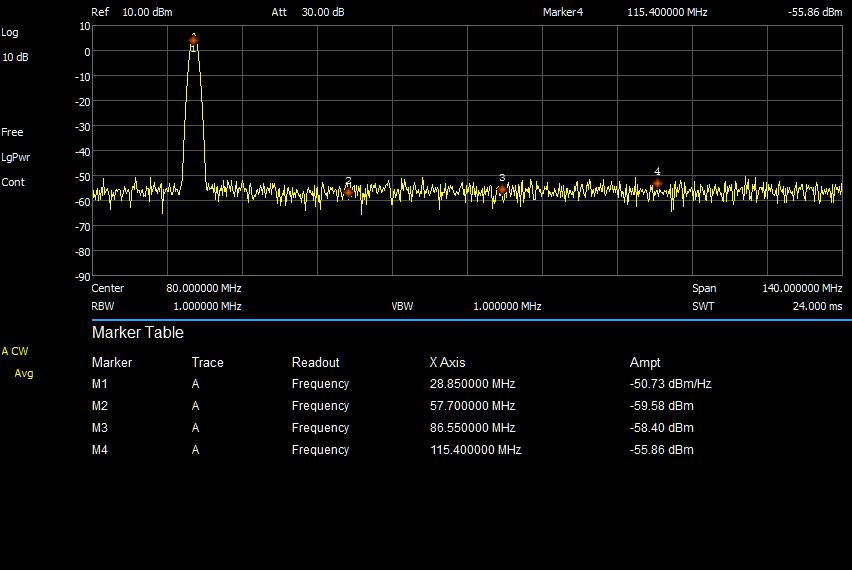 Ref 10.00 dBm Att 30.00 dB Marker4 115.400000 MHz -55.86 dBm
Log
10 dB
Free
LgPwr
Cont
10
0
-10
-20
-30
-40
-50
-60
-70
-80
-90
1
2
3
4
Center 80.000000 MHz Span 140.000000 MHz
RBW 1.000000 MHz VBW 1.000000 MHz SWT 24.000 ms
A CW
Avg
Marker Table
Marker Trace Readout X Axis Ampt
M1 A Frequency 28.850000 MHz -50.73 dBm/Hz
M2 A Frequency 57.700000 MHz -59.58 dBm
M3 A Frequency 86.550000 MHz -58.40 dBm
M4 A Frequency 115.400000 MHz -55.86 dBm